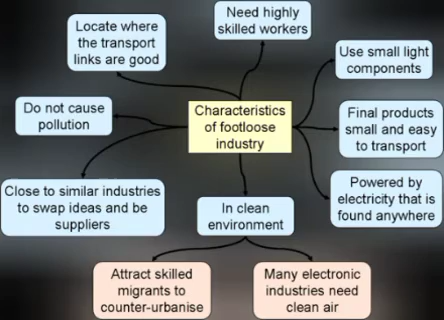 Need highly
skilled workers
Locate where
the transport
links are good
Use small light
components
Do not cause
pollution
Characteristics
of footloose
industry
Final products
small and easy
to transport
Close to similar industries
to swap ideas and be
suppliers
In clean
environment
Powered by
electricity that is
found anywhere
Attract skilled
migrants to
counter-urbanise
Many electronic
industries need
clean air